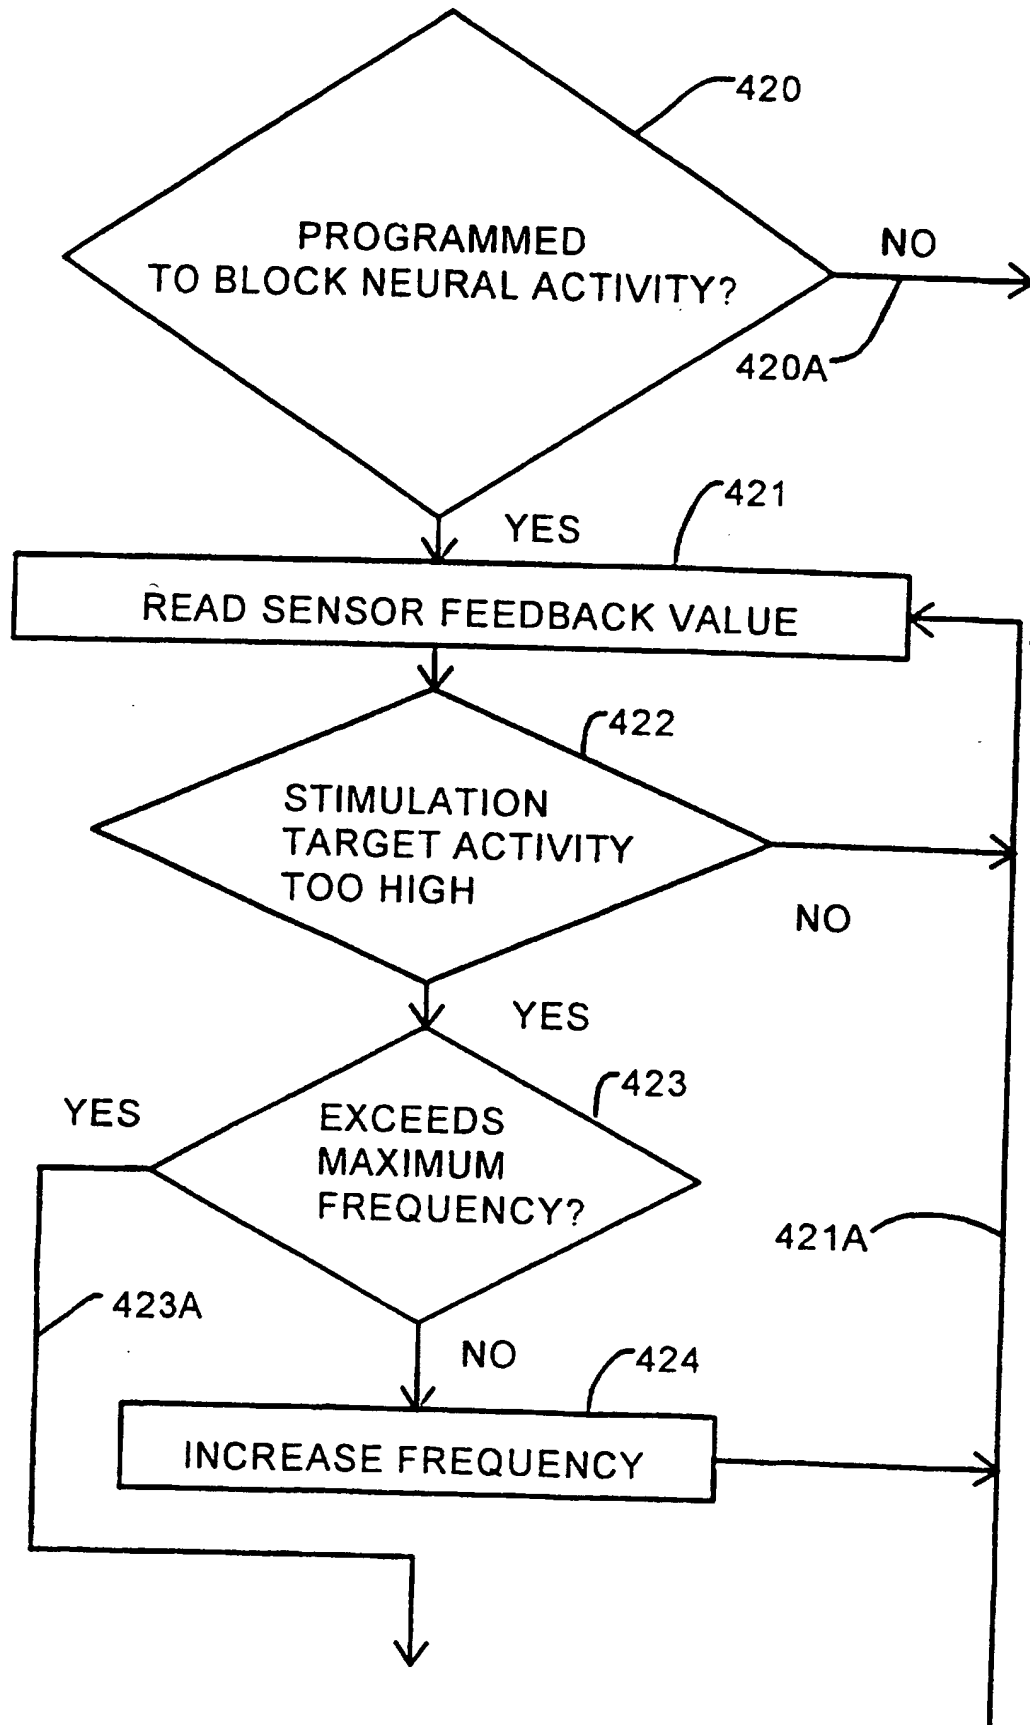 420
PROGRAMMED
TO BLOCK NEURAL ACTIVITY?
NO
420A
421
YES
READ SENSOR FEEDBACK VALUE
422
STIMULATION
TARGET ACTIVITY
TOO HIGH
NO
YES
423
YES
EXCEEDS
MAXIMUM
FREQUENCY?
421A
423A
NO
424
INCREASE FREQUENCY